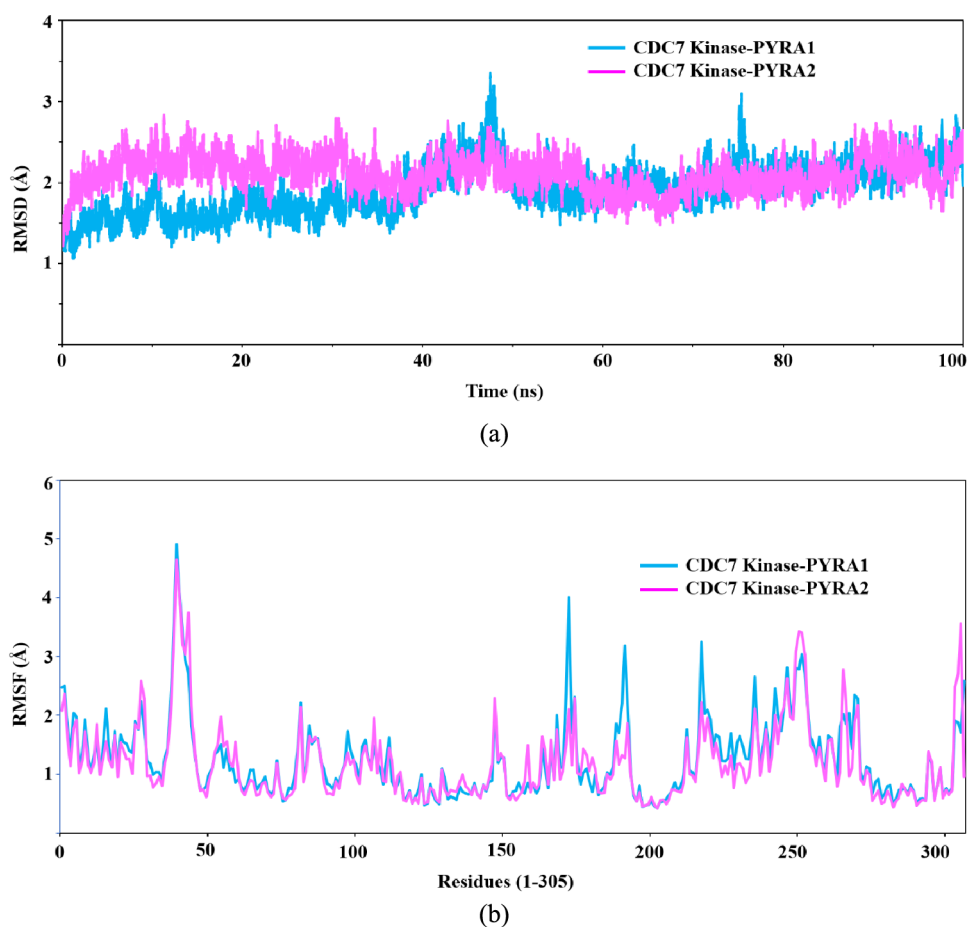 4
CDC7 Kinase-PYRA1
CDC7 Kinase-PYRA2
3
2
1
RMSD (Å)
0 20 40 60 80 100
Time (ns)
(a)
6
5
CDC7 Kinase-PYRA1
CDC7 Kinase-PYRA2
4
3
2
1
RMSF (Å)
0 50 100 150 200 250 300
Residues (1-305)
(b)